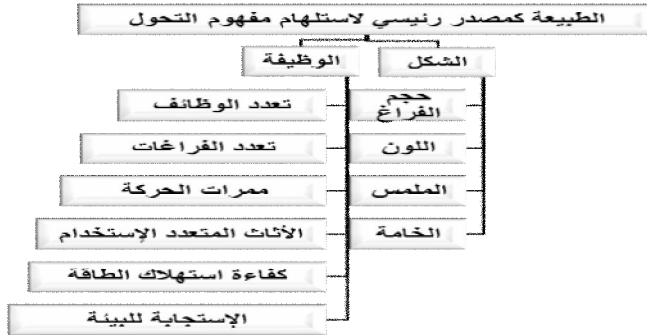 الطبيعة كمصدر رئيسي لاستلهام مفهوم التحول
الشكل
الوظيفة
حجم
الفراغ
اللون
الملمس
الخامة
تعدد الوظائف
تعدد الفراغات
ممرات الحركة
الأثاث المتعدد الإستخدام
كفاءة استهلاك الطاقة
الإستجابة للبيئة